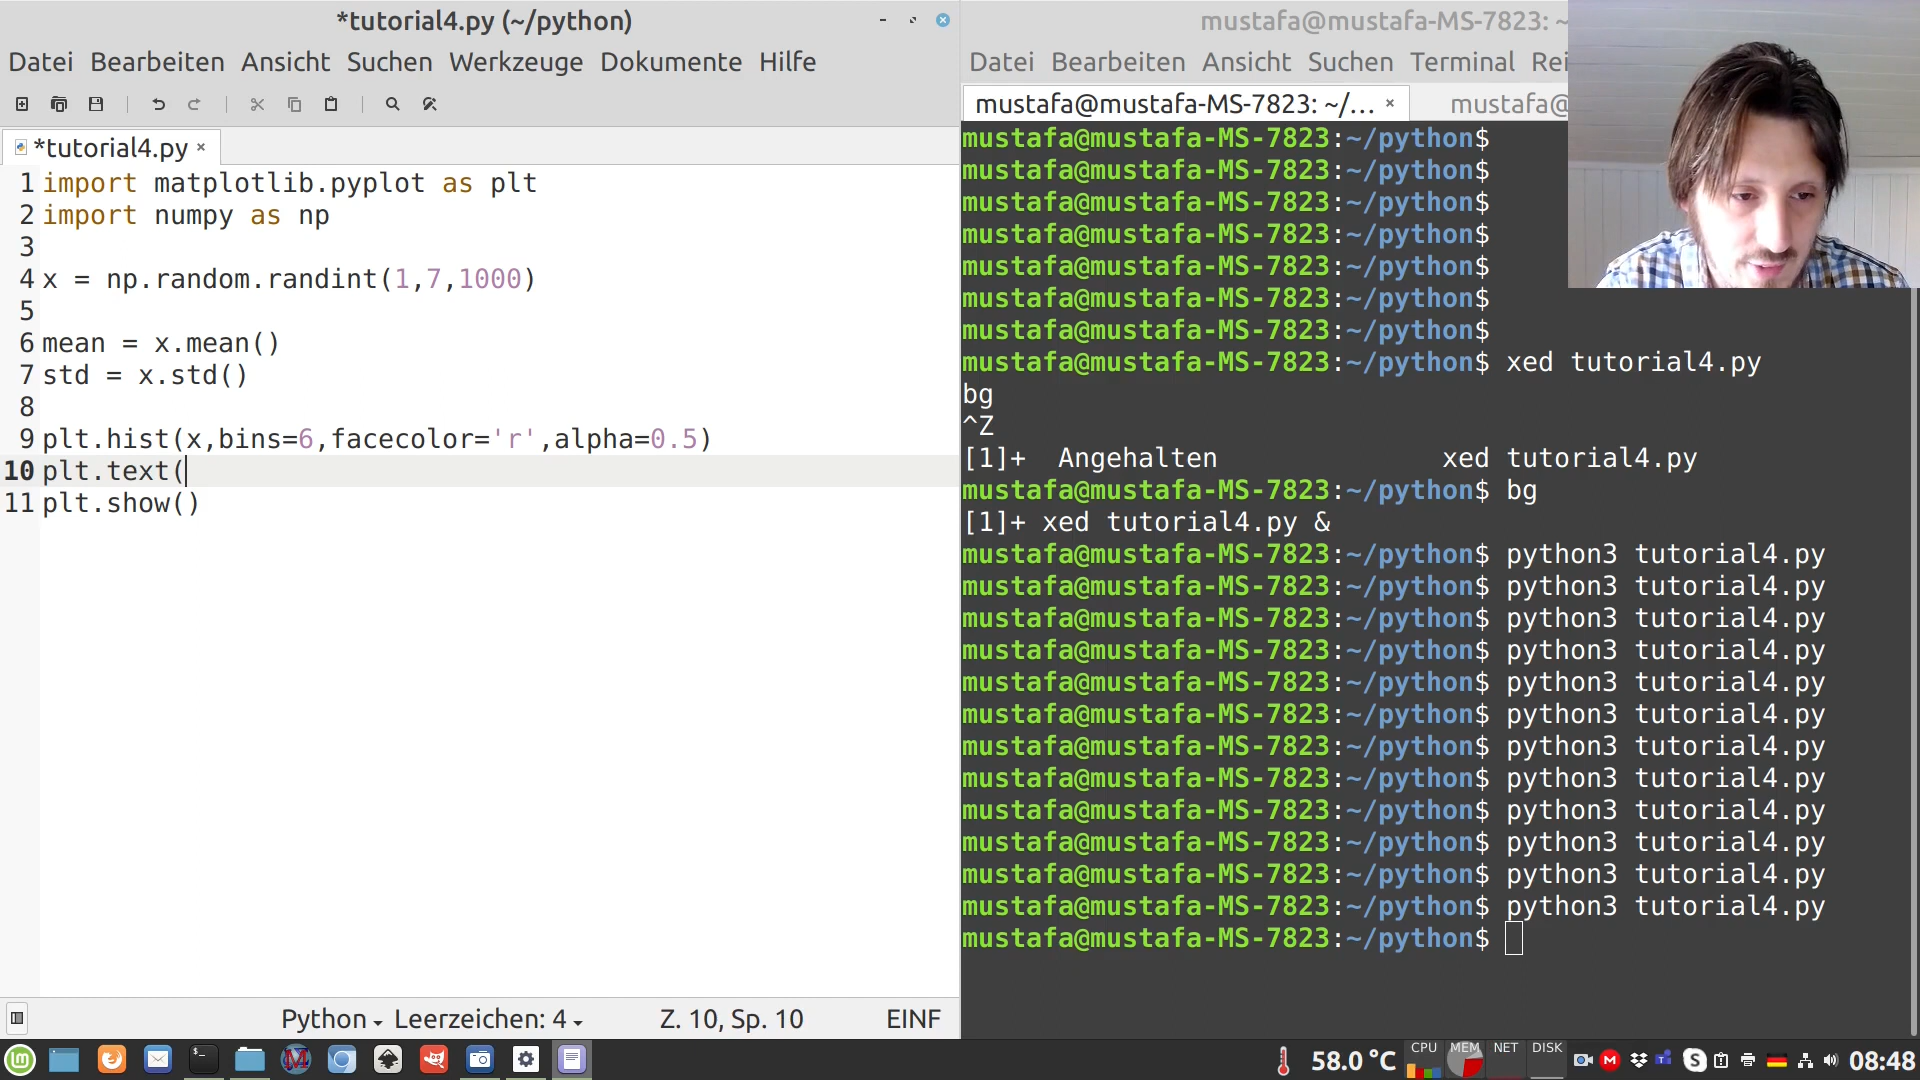 *tutorial4.py (~/python)
Datei Bearbeiten Ansicht Suchen Werkzeuge Dokumente Hilfe
*tutorial4.py
1 import matplotlib.pyplot as plt
2 import numpy as np
3
4 x = np.random.randint(1,7,1000)
5
6 mean = x.mean()
7 std = x.std()
8
9 plt.hist(x,bins=6,facecolor='r',alpha=0.5)
10 plt.text(
11 plt.show()
Python Leerzeichen: 4 Z. 10, Sp. 10 EINF
mustafa@mustafa-MS-7823: ~
Datei Bearbeiten Ansicht Suchen Terminal Rei
mustafa@mustafa-MS-7823: ~/... mustafa@
mustafa@mustafa-MS-7823:~/python$
mustafa@mustafa-MS-7823:~/python$
mustafa@mustafa-MS-7823:~/python$
mustafa@mustafa-MS-7823:~/python$
mustafa@mustafa-MS-7823:~/python$
mustafa@mustafa-MS-7823:~/python$
mustafa@mustafa-MS-7823:~/python$
mustafa@mustafa-MS-7823:~/python$ xed tutorial4.py
bg
^Z
[1]+  Angehalten              xed tutorial4.py
mustafa@mustafa-MS-7823:~/python$ bg
[1]+ xed tutorial4.py &
mustafa@mustafa-MS-7823:~/python$ python3 tutorial4.py
mustafa@mustafa-MS-7823:~/python$ python3 tutorial4.py
mustafa@mustafa-MS-7823:~/python$ python3 tutorial4.py
mustafa@mustafa-MS-7823:~/python$ python3 tutorial4.py
mustafa@mustafa-MS-7823:~/python$ python3 tutorial4.py
mustafa@mustafa-MS-7823:~/python$ python3 tutorial4.py
mustafa@mustafa-MS-7823:~/python$ python3 tutorial4.py
mustafa@mustafa-MS-7823:~/python$ python3 tutorial4.py
mustafa@mustafa-MS-7823:~/python$ python3 tutorial4.py
mustafa@mustafa-MS-7823:~/python$ python3 tutorial4.py
mustafa@mustafa-MS-7823:~/python$ python3 tutorial4.py
mustafa@mustafa-MS-7823:~/python$ python3 tutorial4.py
mustafa@mustafa-MS-7823:~/python$
58.0 °C CPU MEM NET DISK 08:48